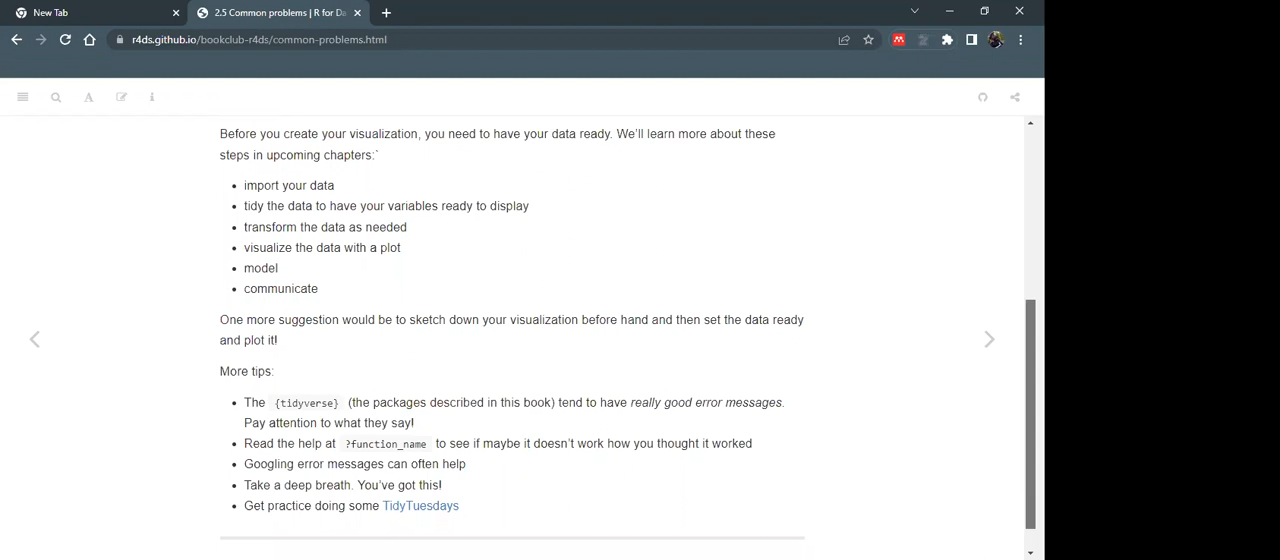 New Tab
2.5 Common problems | R for Da
r4ds.github.io/bookclub-r4ds/common-problems.html
Before you create your visualization, you need to have your data ready. We'll learn more about these
steps in upcoming chapters:`
• import your data
• tidy the data to have your variables ready to display
• transform the data as needed
• visualize the data with a plot
• model
• communicate
One more suggestion would be to sketch down your visualization before hand and then set the data ready
and plot it!
More tips:
• The {tidyverse} (the packages described in this book) tend to have really good error messages.
Pay attention to what they say!
• Read the help at ?function_name to see if maybe it doesn't work how you thought it worked
• Googling error messages can often help
• Take a deep breath. You've got this!
• Get practice doing some TidyTuesdays